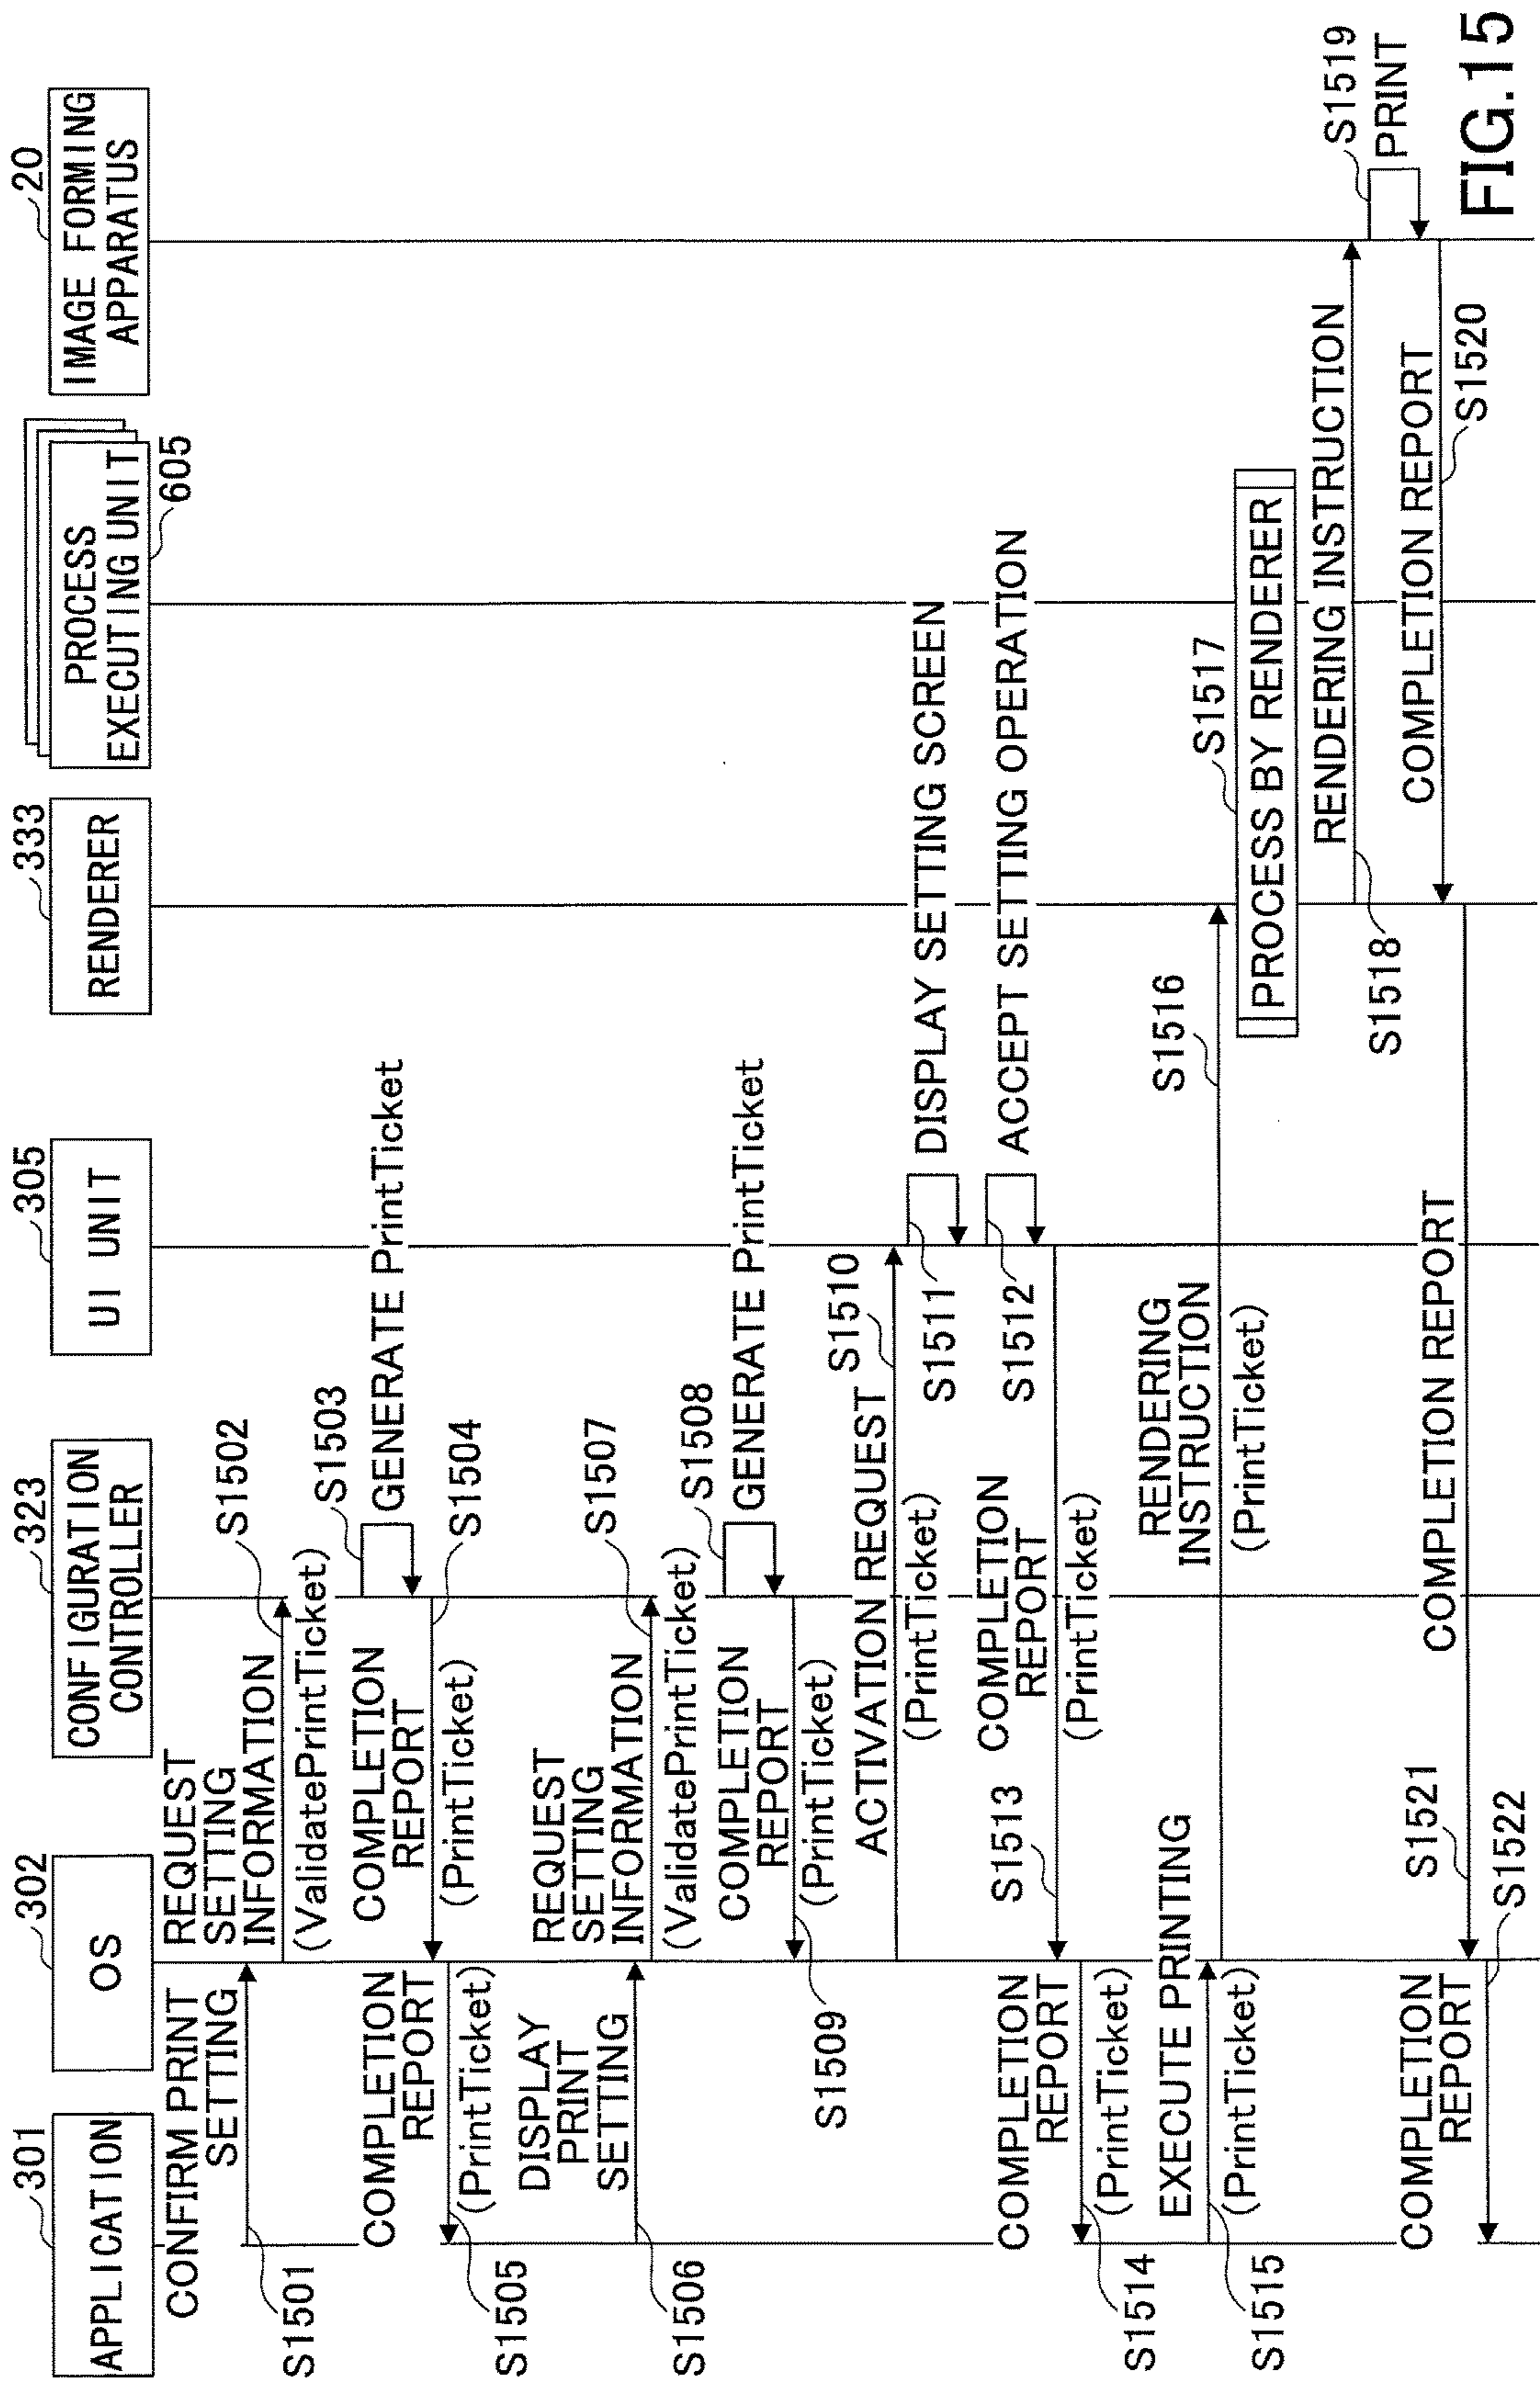 301
APPLICATION
302
OS
323
CONFIGURATION
CONTROLLER
305
UI UNIT
333
RENDERER
PROCESS
EXECUTING UNIT
605
20
IMAGE FORMING
APPARATUS
CONFIRM PRINT
SETTING
S1501
REQUEST
SETTING
INFORMATION
S1502
(ValidatePrintTicket)
S1503
GENERATE PrintTicket
COMPLETION
REPORT
S1504
(PrintTicket)
COMPLETION
REPORT
(PrintTicket)
S1505
DISPLAY
PRINT
SETTING
S1506
REQUEST
SETTING
INFORMATION
S1507
(ValidatePrintTicket)
S1508
GENERATE PrintTicket
COMPLETION
REPORT
(PrintTicket)
S1509
ACTIVATION REQUEST
S1510
(PrintTicket)
S1511
DISPLAY SETTING SCREEN
S1512
ACCEPT SETTING OPERATION
COMPLETION
REPORT
S1513
(PrintTicket)
COMPLETION
REPORT
(PrintTicket)
S1514
EXECUTE PRINTING
(PrintTicket)
S1515
RENDERING
INSTRUCTION
S1516
(PrintTicket)
S1517
PROCESS BY RENDERER
RENDERING INSTRUCTION
S1518
S1519
PRINT
COMPLETION REPORT
S1520
COMPLETION REPORT
S1521
COMPLETION
REPORT
S1522
FIG.15